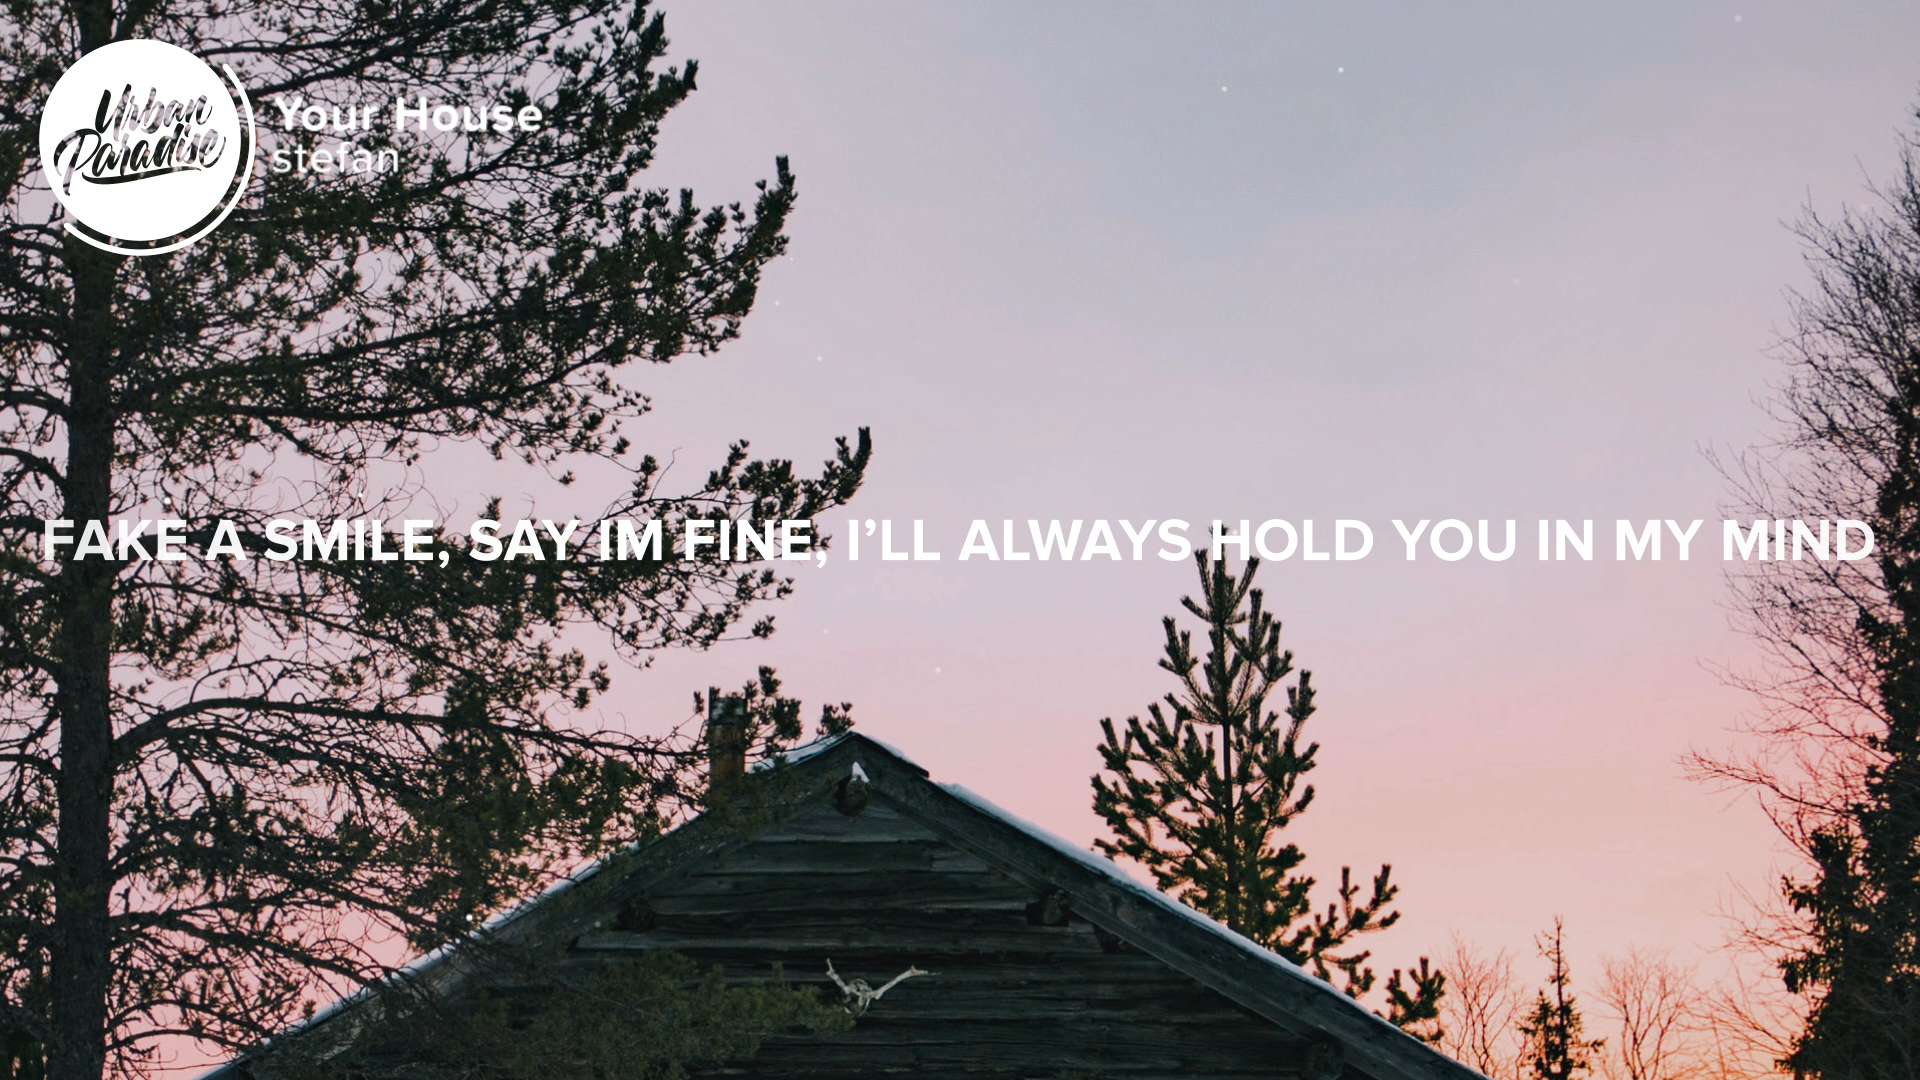 Urban
Paradise
Your House
stefan
FAKE A SMILE, SAY IM FINE, I’LL ALWAYS HOLD YOU IN MY MIND